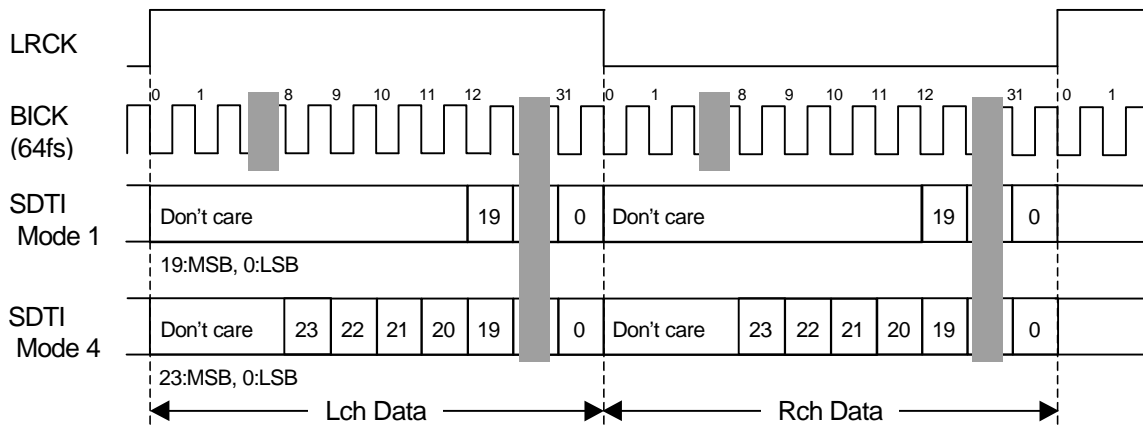 LRCK
BICK
(64fs)
0 1 8 9 10 11 12 31 0 1 8 9 10 11 12 31 0 1
SDTI
Mode 1
Don't care 19 0 Don't care 19 0
19:MSB, 0:LSB
SDTI
Mode 4
Don't care 23 22 21 20 19 0 Don't care 23 22 21 20 19 0
23:MSB, 0:LSB
Lch Data Rch Data